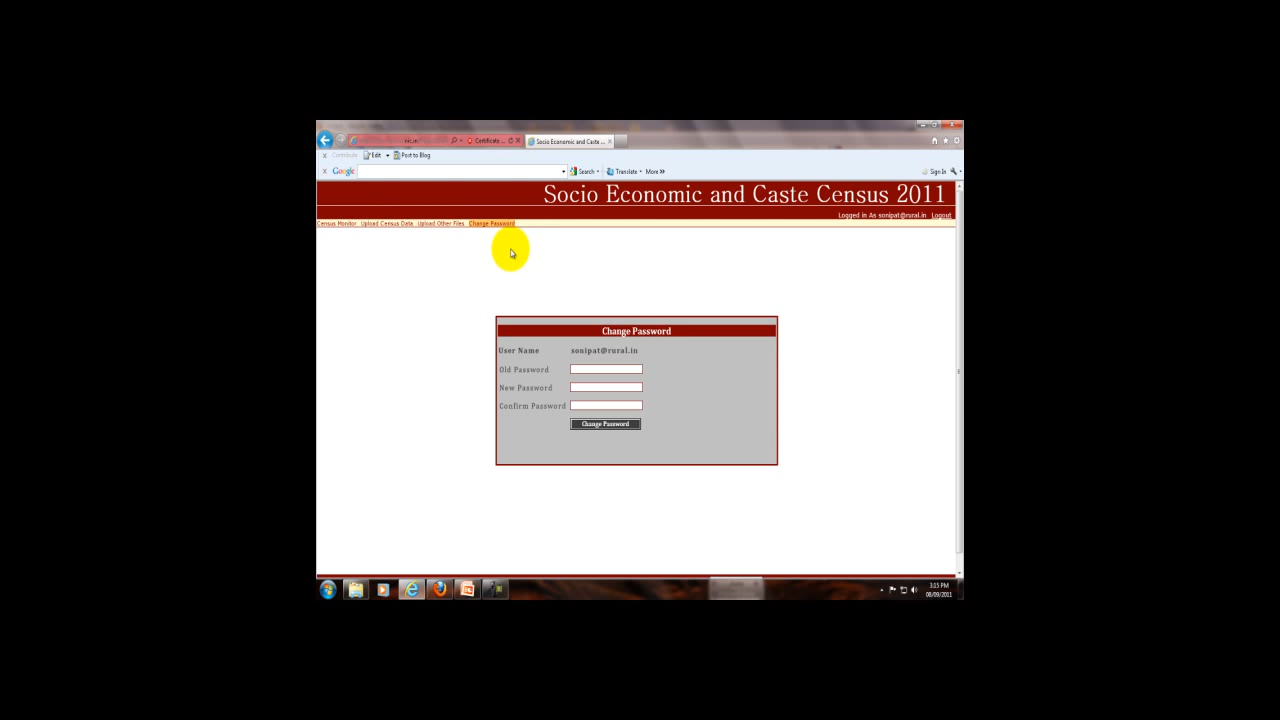 nic.in Certificate ... Socio Economic and Caste ...
x Contribute Edit Post to Blog
x Google Search Translate More » Sign In
Socio Economic and Caste Census 2011
Logged in As sonipat@rural.in Logout
Census Monitor Upload Census Data Upload Other Files Change Password
Change Password
User Name sonipat@rural.in
Old Password
New Password
Confirm Password
Change Password
3:15 PM
08/09/2011